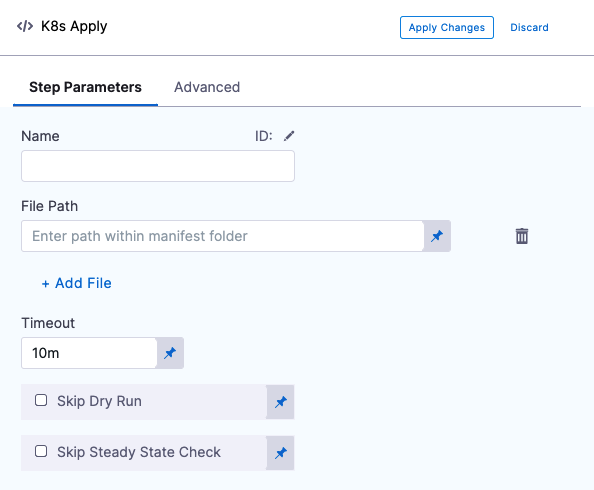 </> K8s Apply
Apply Changes
Discard
Step Parameters
Advanced
Name
ID:
File Path
Enter path within manifest folder
+ Add File
Timeout
10m
Skip Dry Run
Skip Steady State Check